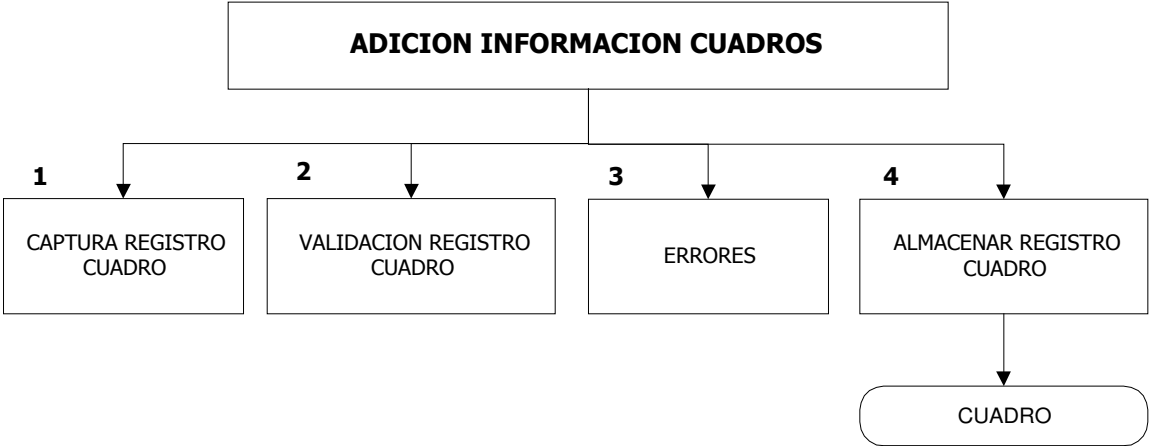 ADICION INFORMACION CUADROS
1
2
3
4
CAPTURA REGISTRO
CUADRO
VALIDACION REGISTRO
CUADRO
ERRORES
ALMACENAR REGISTRO
CUADRO
CUADRO